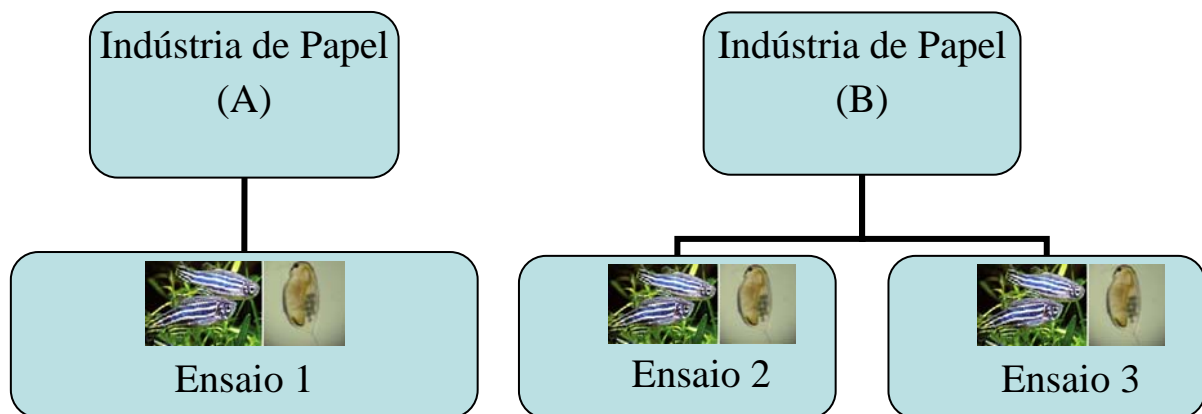 Indústria de Papel
(A)
Indústria de Papel
(B)
Ensaio 1
Ensaio 2
Ensaio 3